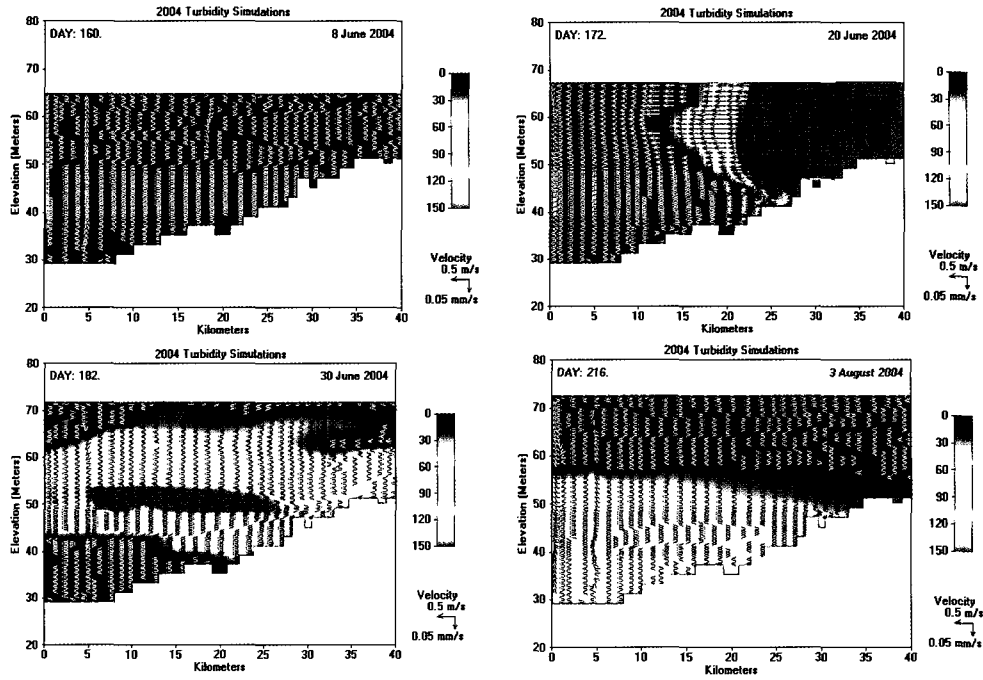 2004 Turbidity Simulations
DAY: 160. 8 June 2004
80
70
60
50
40
30
20
Elevation (Meters)
0 5 10 15 20 25 30 35 40
Kilometers
0
30
60
90
120
150
Velocity
0.5 m/s
0.05 mm/s
2004 Turbidity Simulations
DAY: 172. 20 June 2004
80
70
60
50
40
30
20
Elevation (Meters)
0 5 10 15 20 25 30 35 40
Kilometers
0
30
60
90
120
150
Velocity
0.5 m/s
0.05 mm/s
2004 Turbidity Simulations
DAY: 182. 30 June 2004
80
70
60
50
40
30
20
Elevation (Meters)
0 5 10 15 20 25 30 35 40
Kilometers
0
30
60
90
120
150
Velocity
0.5 m/s
0.05 mm/s
2004 Turbidity Simulations
DAY: 216. 3 August 2004
80
70
60
50
40
30
20
Elevation (Meters)
0 5 10 15 20 25 30 35 40
Kilometers
0
30
60
90
120
150
Velocity
0.5 m/s
0.05 mm/s